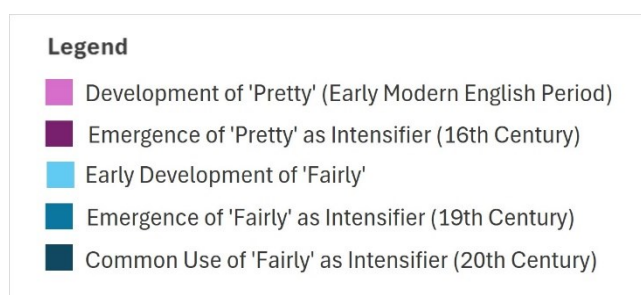 Legend
Development of 'Pretty' (Early Modern English Period)
Emergence of 'Pretty' as Intensifier (16th Century)
Early Development of 'Fairly'
Emergence of 'Fairly' as Intensifier (19th Century)
Common Use of 'Fairly' as Intensifier (20th Century)